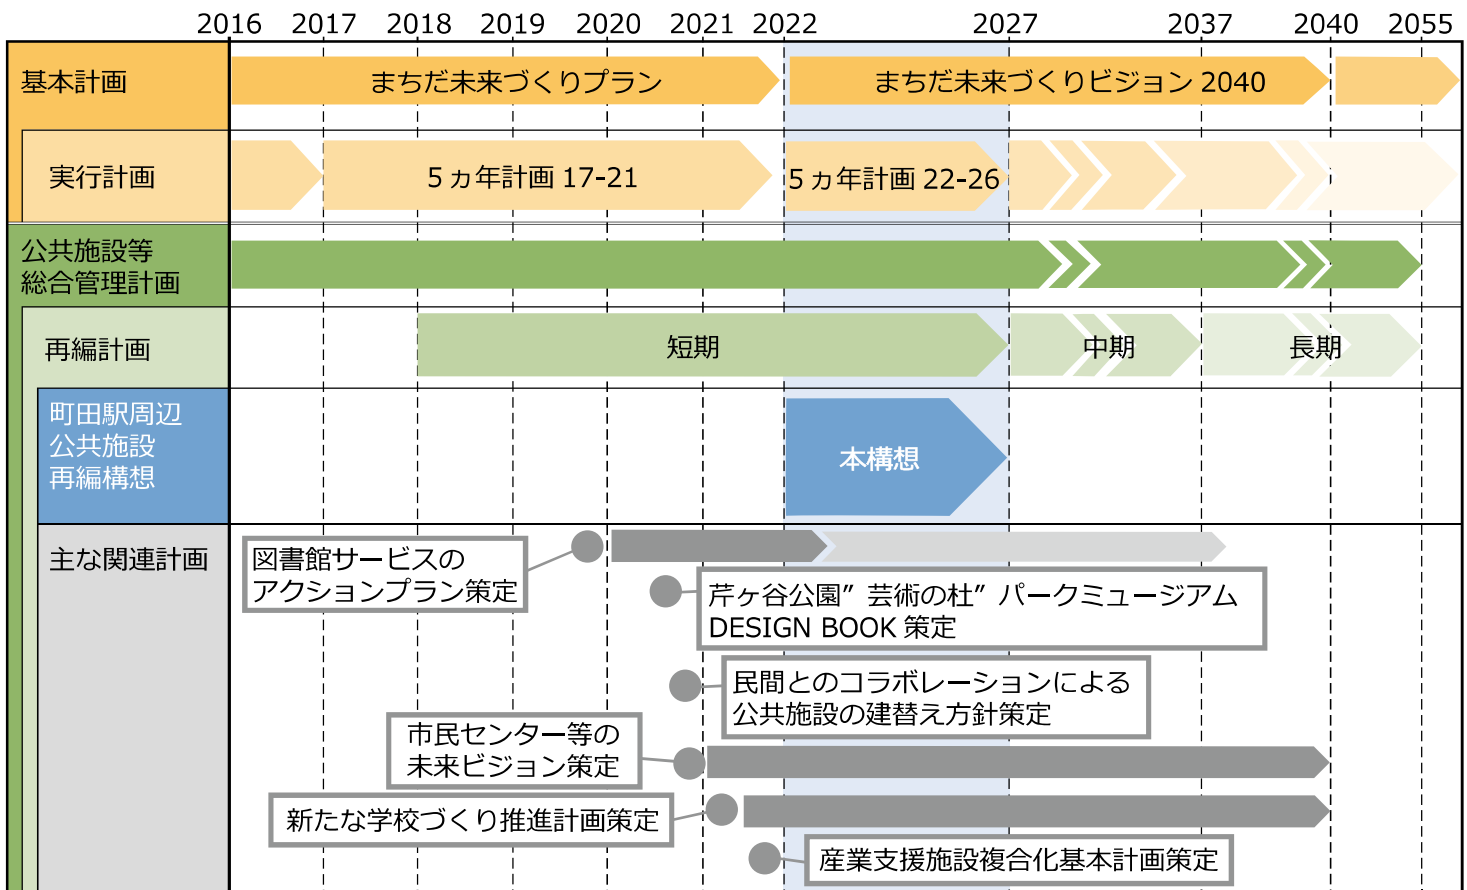 2016 2017 2018 2019 2020 2021 2022 2027 2037 2040 2055
基本計画
まちだ未来づくりプラン
まちだ未来づくりビジョン 2040
実行計画
5ヵ年計画 17-21
5ヵ年計画 22-26
公共施設等
総合管理計画
再編計画
短期
中期
長期
町田駅周辺
公共施設
再編構想
本構想
主な関連計画
図書館サービスの
アクションプラン策定
芹ヶ谷公園”芸術の杜”パークミュージアム
DESIGN BOOK 策定
民間とのコラボレーションによる
公共施設の建替え方針策定
市民センター等の
未来ビジョン策定
新たな学校づくり推進計画策定
産業支援施設複合化基本計画策定